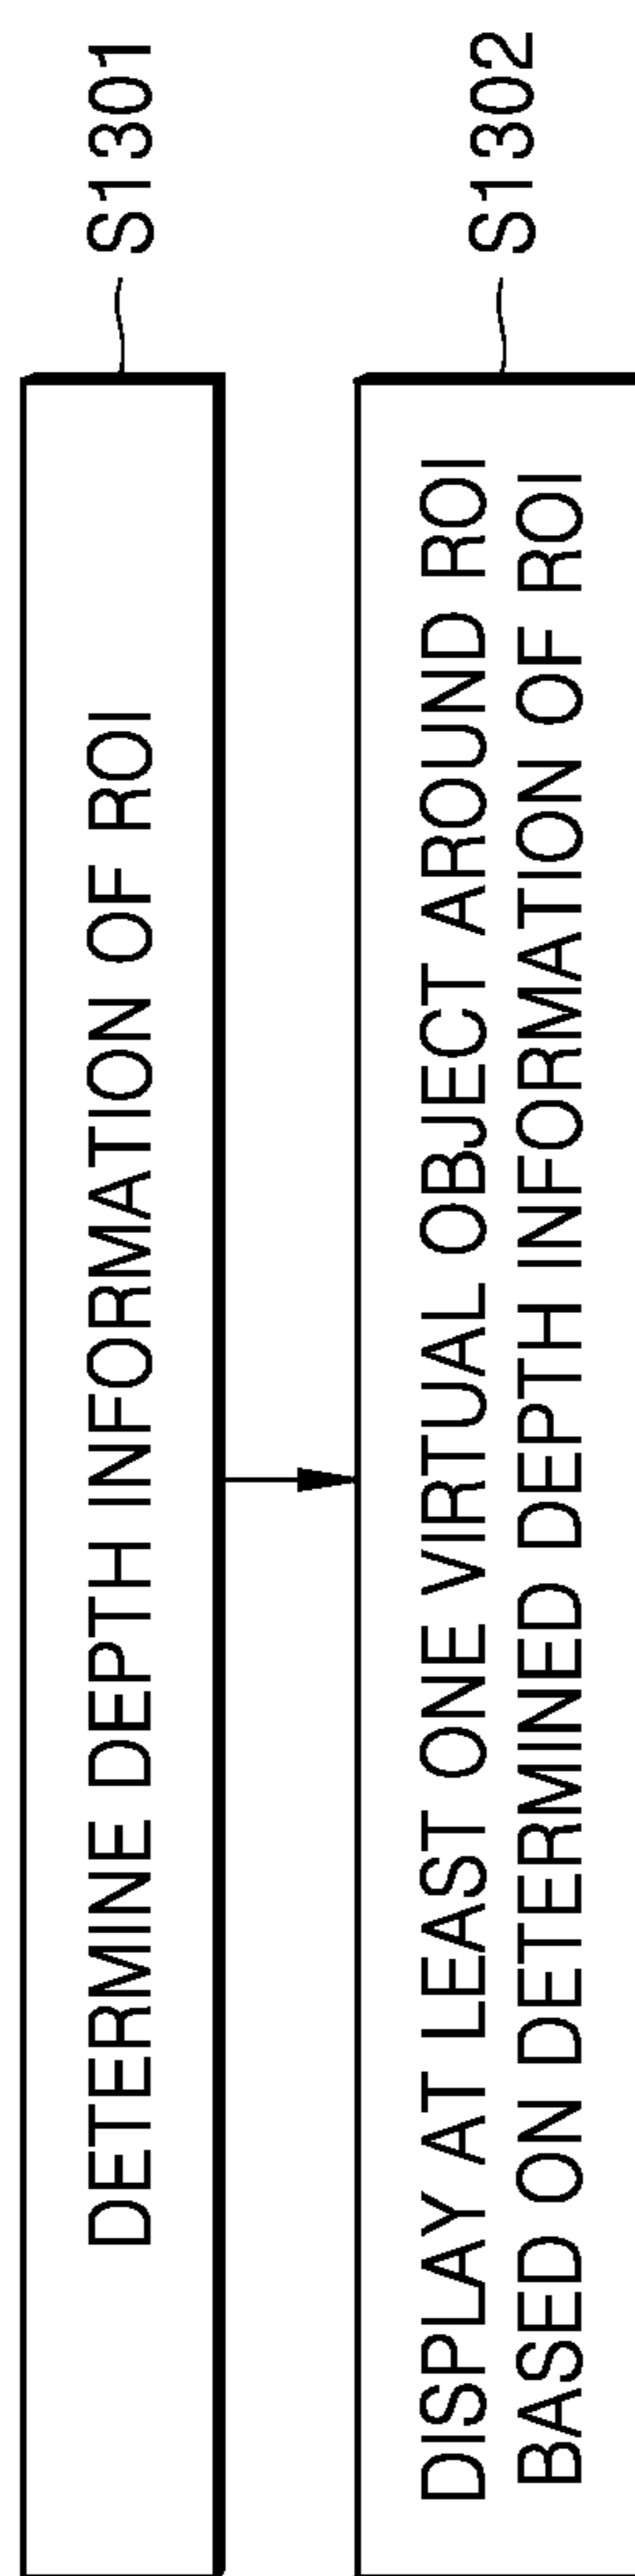 DETERMINE DEPTH INFORMATION OF ROI
S1301
DISPLAY AT LEAST ONE VIRTUAL OBJECT AROUND ROI
BASED ON DETERMINED DEPTH INFORMATION OF ROI
S1302